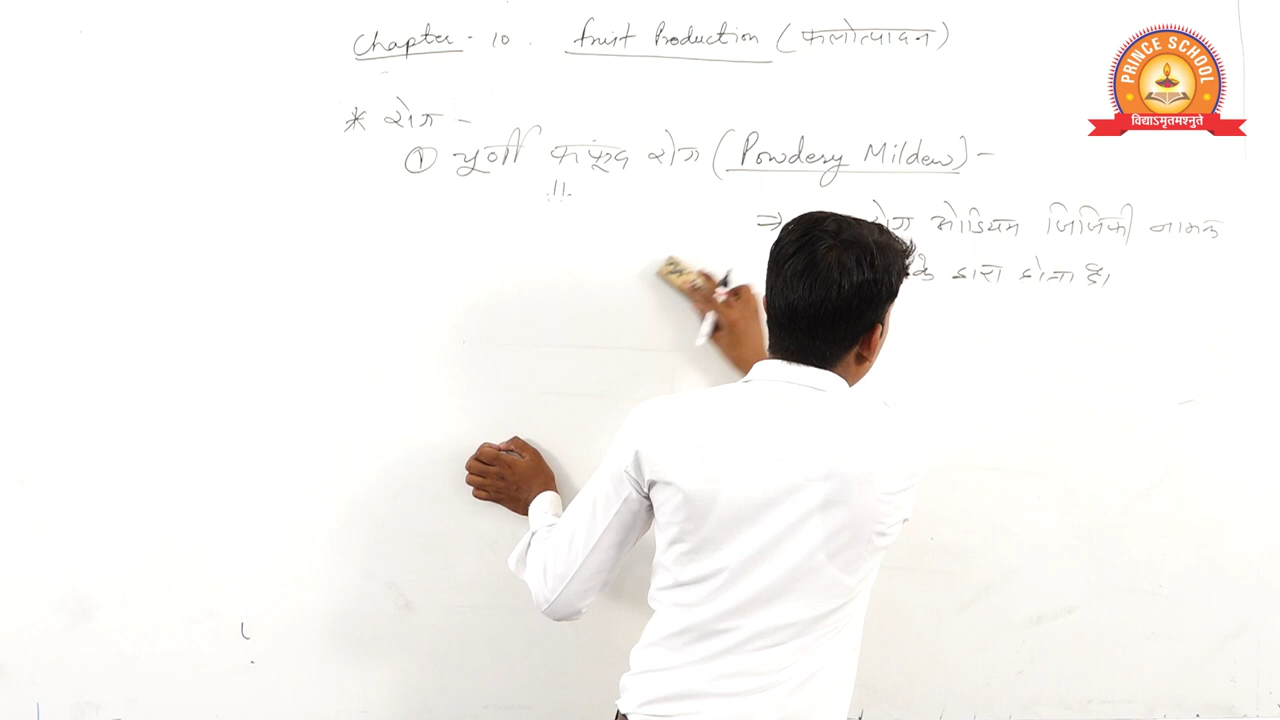 Chapter - 10. Fruit Production (फलोत्पादन)
* रोग -
① चूर्णी फफूंद रोग (Powdery Mildew) -
⇒ रोग ओडियम जिजिफी नामक
के द्वारा होता है।
PRINCE SCHOOL
विद्याऽमृतमश्नुते